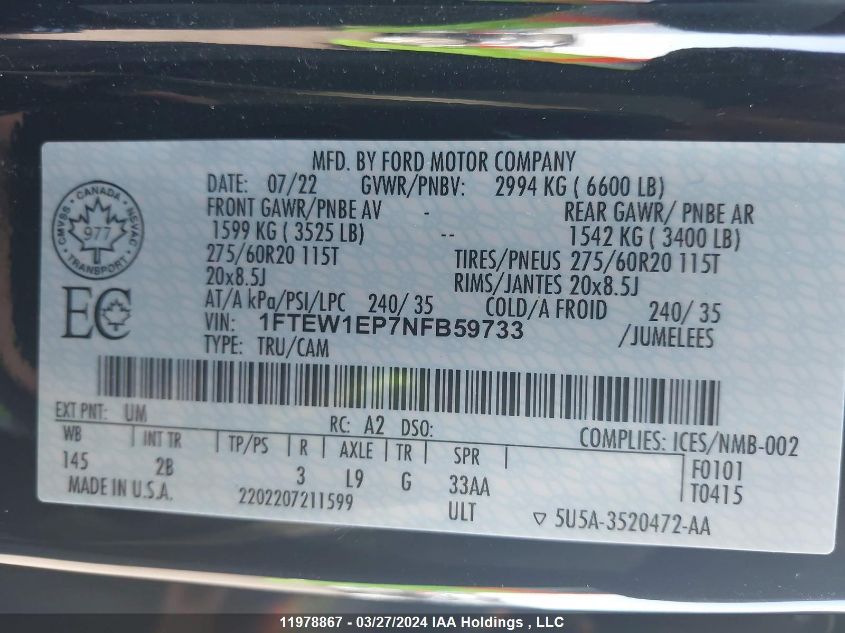 MFD. BY FORD MOTOR COMPANY
DATE: 07/22 GVWR/PNBV: 2994 KG ( 6600 LB)
FRONT GAWR/PNBE AV - REAR GAWR/ PNBE AR
1599 KG ( 3525 LB) -- 1542 KG ( 3400 LB)
275/60R20 115T TIRES/PNEUS 275/60R20 115T
20x8.5J RIMS/JANTES 20x8.5J
AT/A kPa/PSI/LPC 240/ 35 COLD/A FROID 240/ 35
VIN: 1FTEW1EP7NFB59733 /JUMELEES
TYPE: TRU/CAM
CANADA
CMVSS NSVAC
977
TRANSPORT
EC
EXT PNT: UM RC: A2 DSO: COMPLIES: ICES/NMB-002
WB INT TR TP/PS R AXLE TR SPR F0101
145 2B 3 L9 G 33AA T0415
MADE IN U.S.A. 2202207211599 ULT 5U5A-3520472-AA
11978867 - 03/27/2024 IAA Holdings , LLC